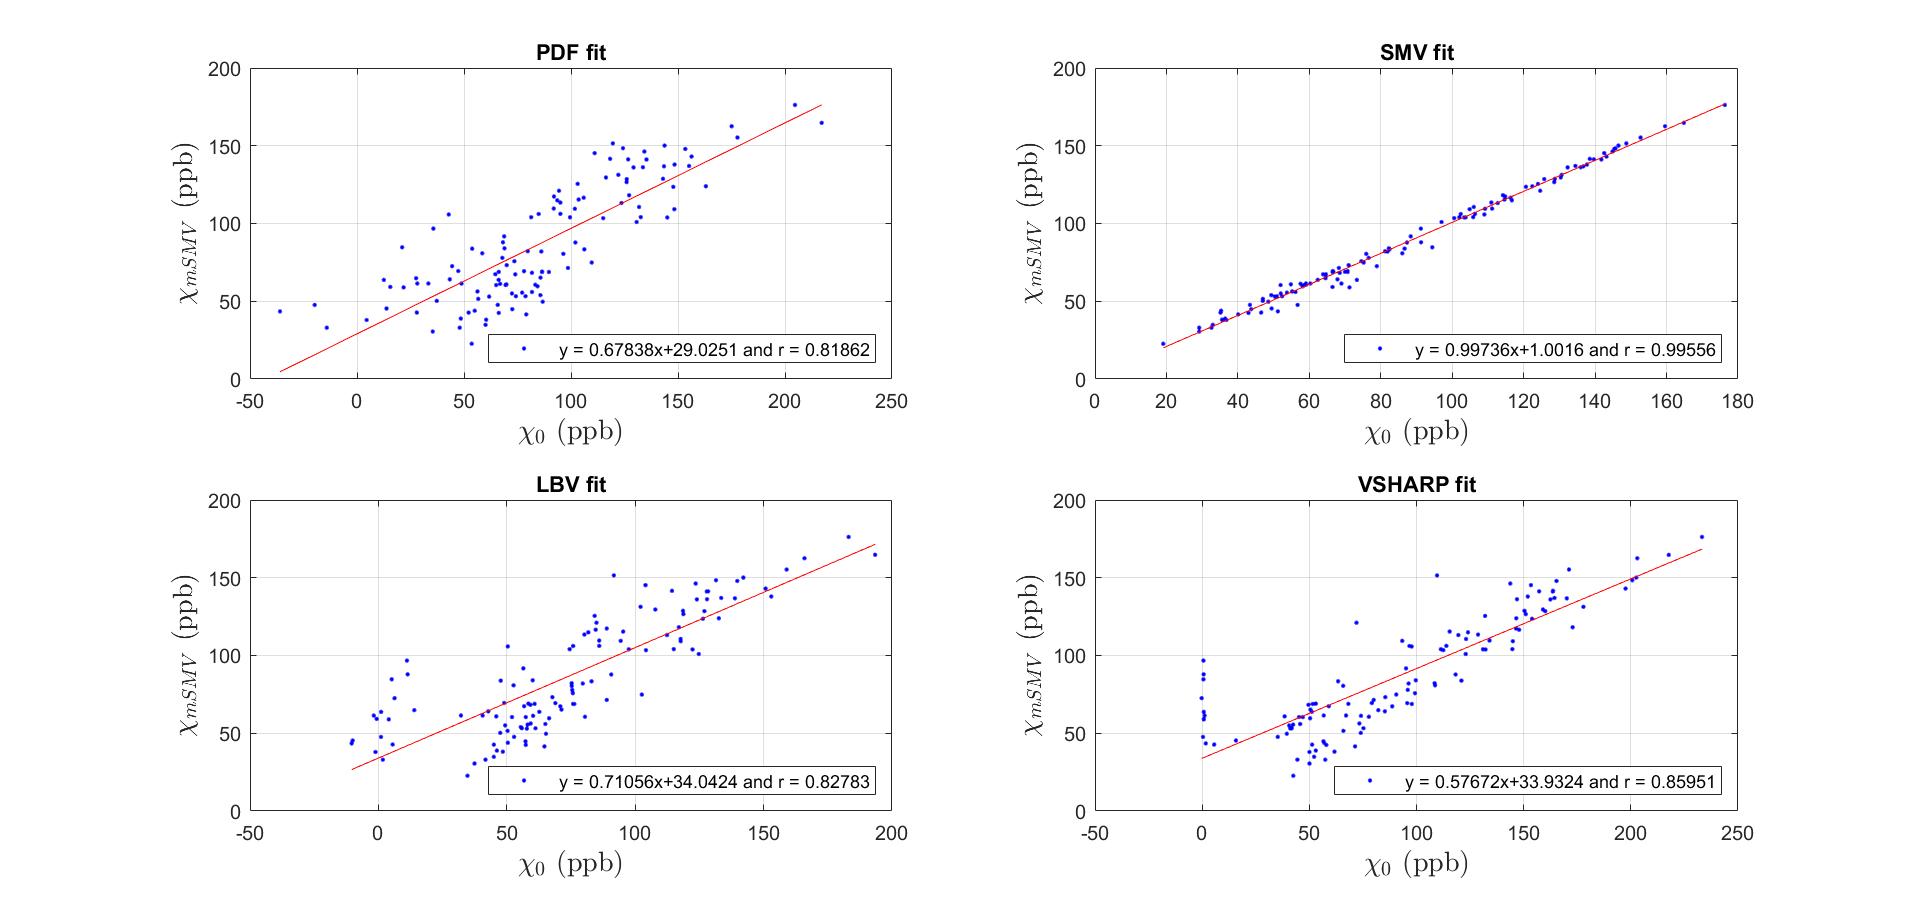 PDF fit
200
150
100
50
0
χmSMV (ppb)
-50 0 50 100 150 200 250
χ0 (ppb)
y = 0.67838x+29.0251 and r = 0.81862
SMV fit
200
150
100
50
0
χmSMV (ppb)
0 20 40 60 80 100 120 140 160 180
χ0 (ppb)
y = 0.99736x+1.0016 and r = 0.99556
LBV fit
200
150
100
50
0
χmSMV (ppb)
-50 0 50 100 150 200
χ0 (ppb)
y = 0.71056x+34.0424 and r = 0.82783
VSHARP fit
200
150
100
50
0
χmSMV (ppb)
-50 0 50 100 150 200 250
χ0 (ppb)
y = 0.57672x+33.9324 and r = 0.85951